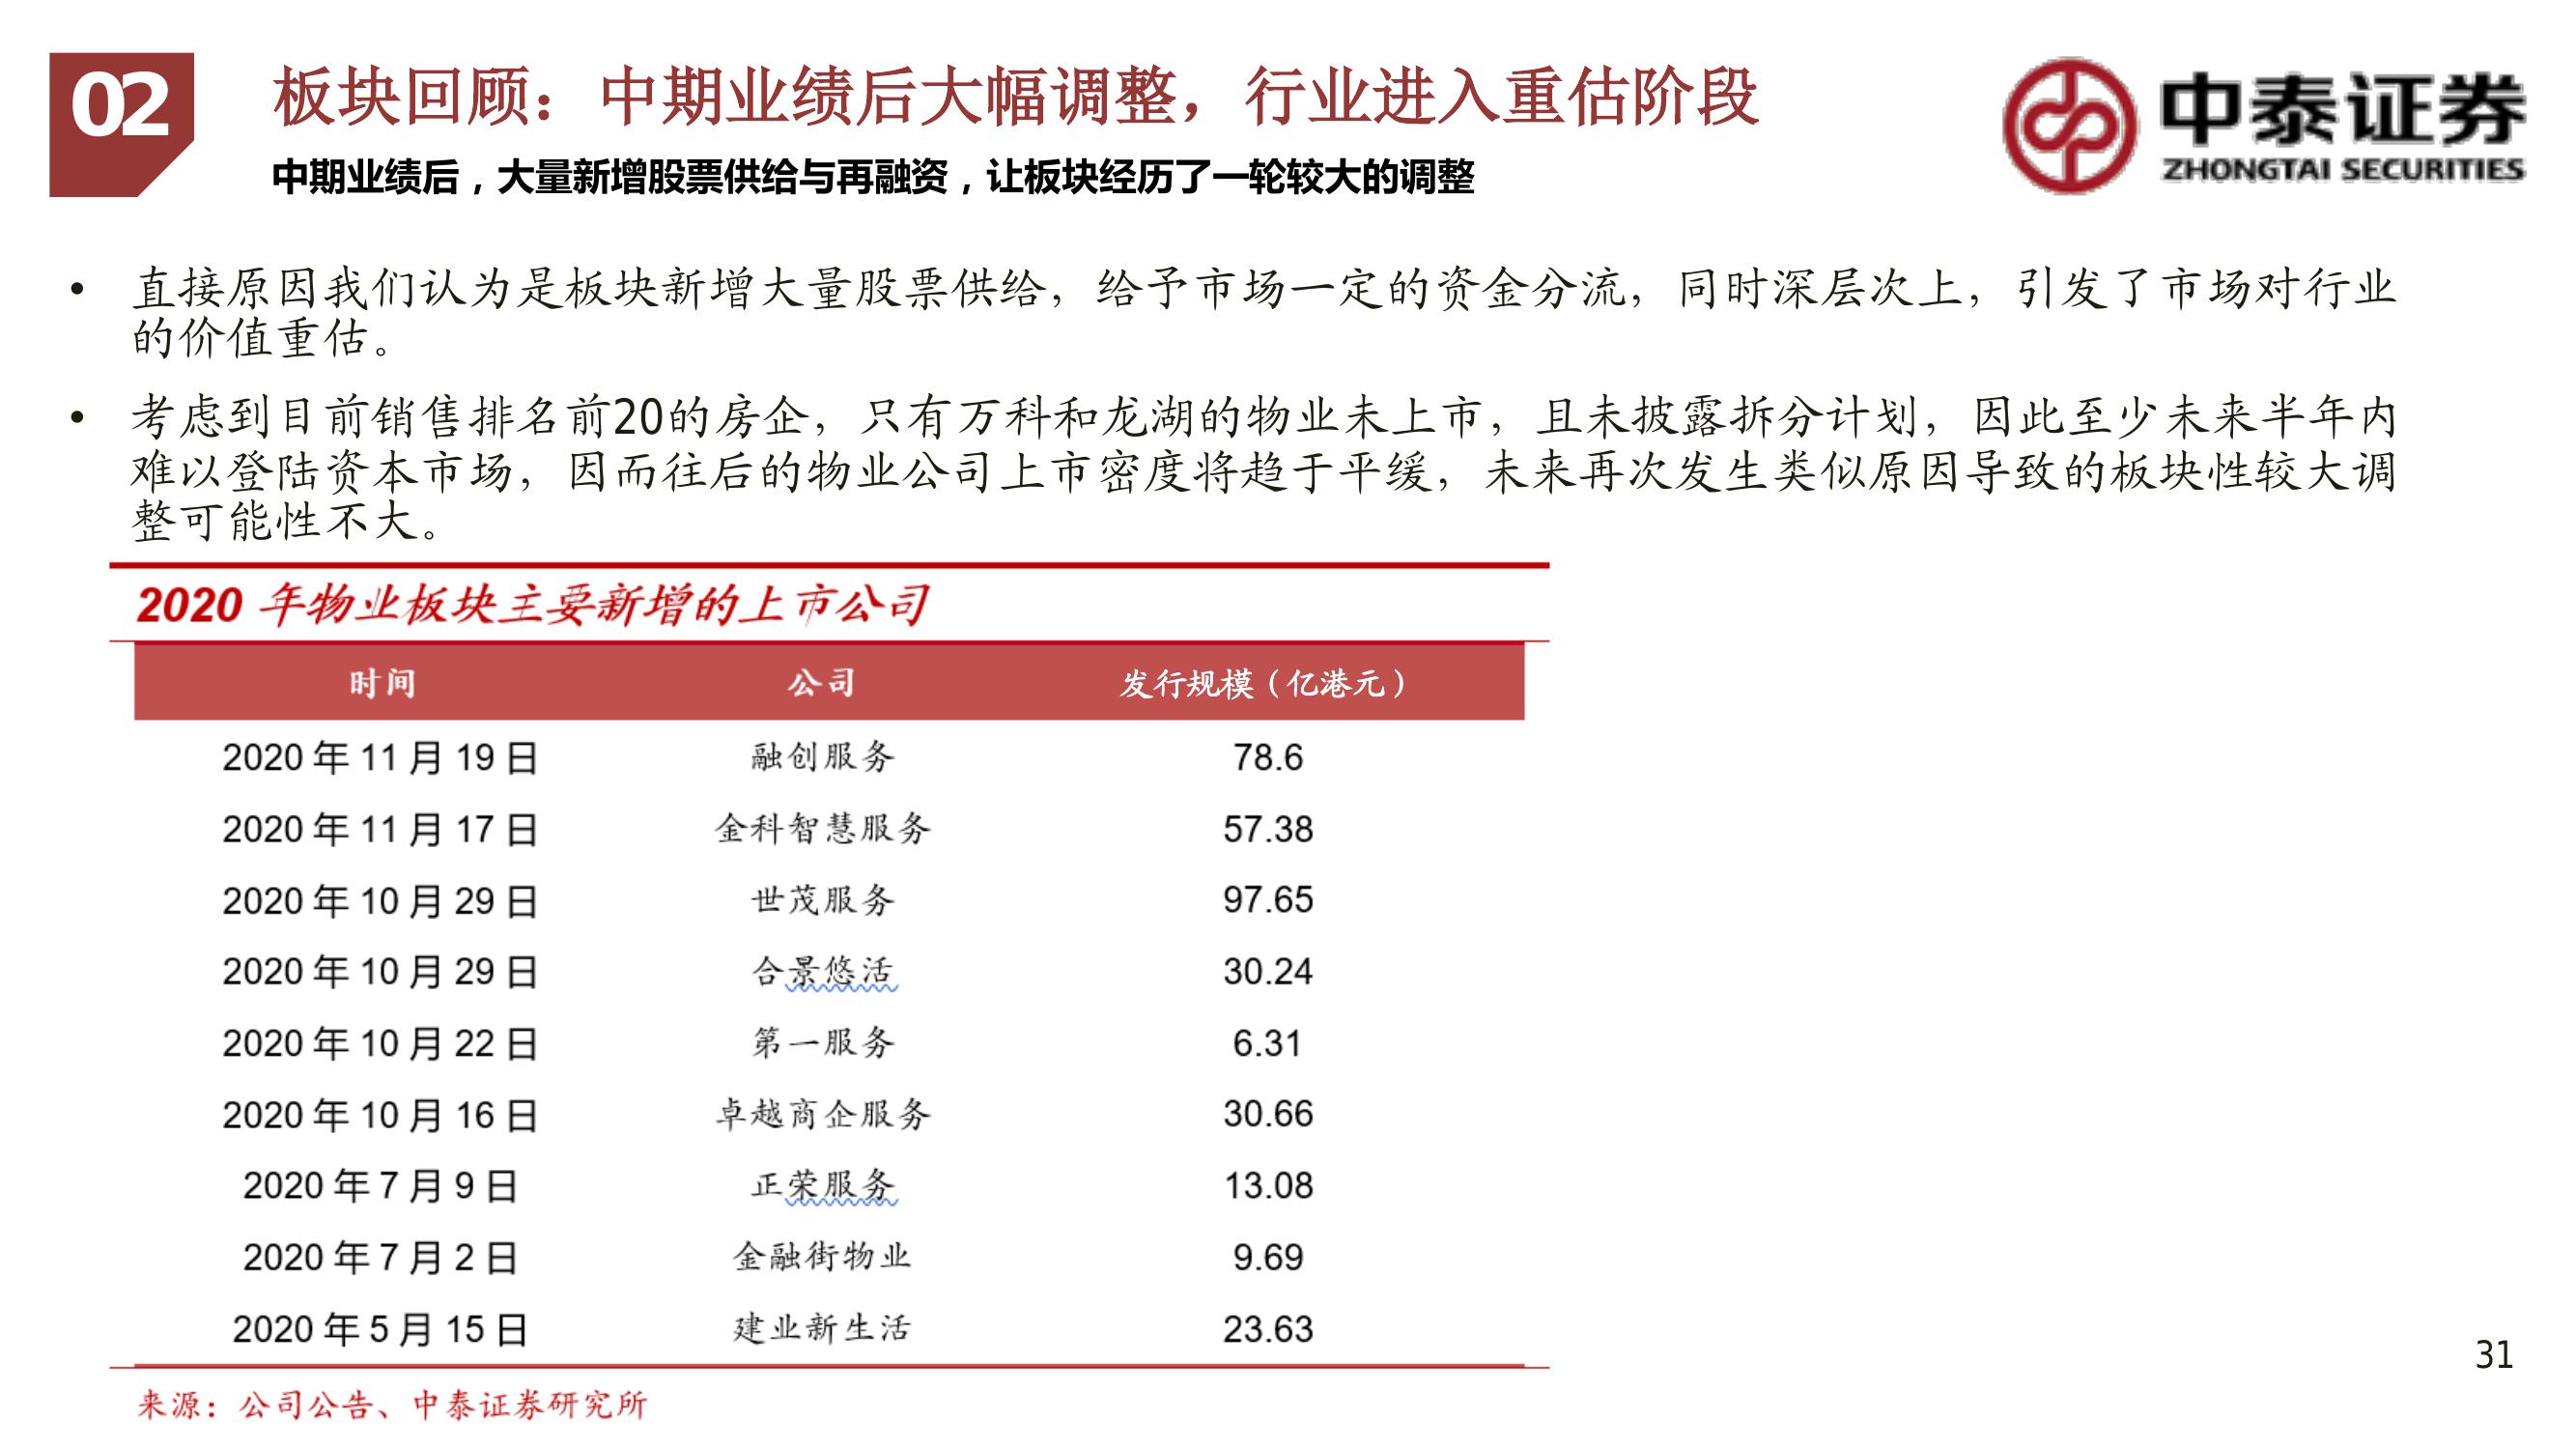 02
板块回顾：中期业绩后大幅调整，行业进入重估阶段
中期业绩后，大量新增股票供给与再融资，让板块经历了一轮较大的调整
中泰证券
ZHONGTAI SECURITIES
• 直接原因我们认为是板块新增大量股票供给，给予市场一定的资金分流，同时深层次上，引发了市场对行业
的价值重估。
• 考虑到目前销售排名前20的房企，只有万科和龙湖的物业未上市，且未披露拆分计划，因此至少未来半年内
难以登陆资本市场，因而往后的物业公司上市密度将趋于平缓，未来再次发生类似原因导致的板块性较大调
整可能性不大。
2020 年物业板块主要新增的上市公司
时间 公司 发行规模（亿港元）
2020 年 11 月 19 日 融创服务 78.6
2020 年 11 月 17 日 金科智慧服务 57.38
2020 年 10 月 29 日 世茂服务 97.65
2020 年 10 月 29 日 合景悠活 30.24
2020 年 10 月 22 日 第一服务 6.31
2020 年 10 月 16 日 卓越商企服务 30.66
2020 年 7 月 9 日 正荣服务 13.08
2020 年 7 月 2 日 金融街物业 9.69
2020 年 5 月 15 日 建业新生活 23.63
来源：公司公告、中泰证券研究所
31